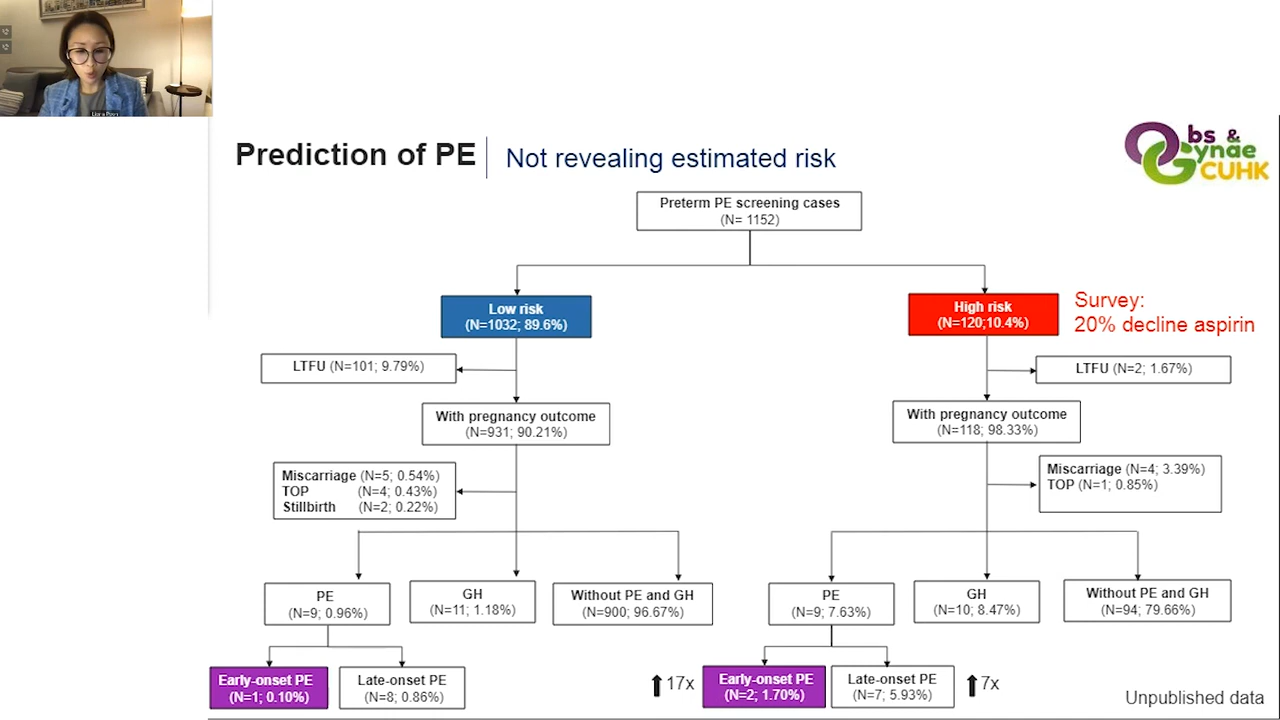 Liona Poon
Prediction of PE
Not revealing estimated risk
Obs &
Gynae
CUHK
Preterm PE screening cases
(N= 1152)
Low risk
(N=1032; 89.6%)
High risk
(N=120;10.4%)
Survey:
20% decline aspirin
LTFU (N=101; 9.79%)
LTFU (N=2; 1.67%)
With pregnancy outcome
(N=931; 90.21%)
With pregnancy outcome
(N=118; 98.33%)
Miscarriage (N=5; 0.54%)
TOP (N=4; 0.43%)
Stillbirth (N=2; 0.22%)
Miscarriage (N=4; 3.39%)
TOP (N=1; 0.85%)
PE
(N=9; 0.96%)
GH
(N=11; 1.18%)
Without PE and GH
(N=900; 96.67%)
PE
(N=9; 7.63%)
GH
(N=10; 8.47%)
Without PE and GH
(N=94; 79.66%)
Early-onset PE
(N=1; 0.10%)
Late-onset PE
(N=8; 0.86%)
17x
Early-onset PE
(N=2; 1.70%)
Late-onset PE
(N=7; 5.93%)
7x
Unpublished data